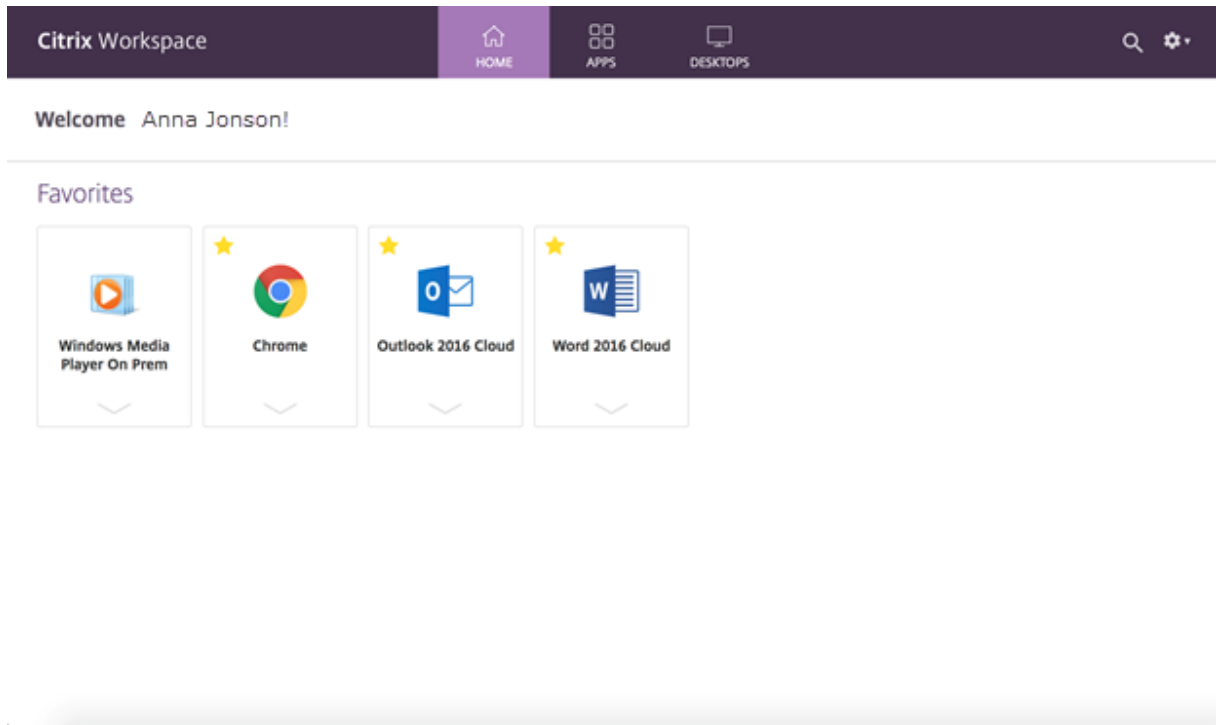 Citrix Workspace
HOME
APPS
DESKTOPS
Welcome Anna Jonson!
Favorites
Windows Media
Player On Prem
Chrome
O
Outlook 2016 Cloud
W
Word 2016 Cloud